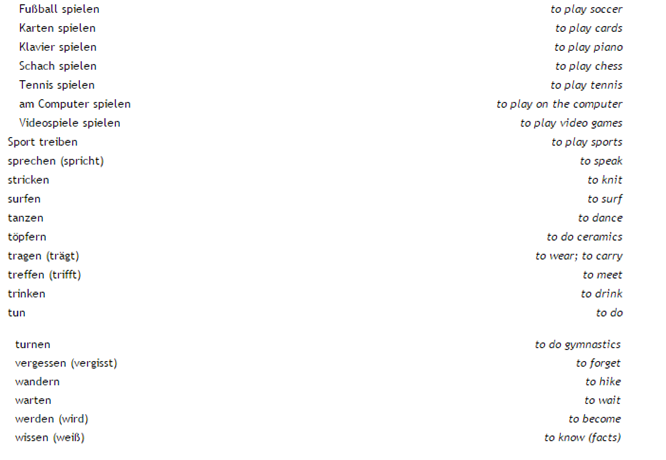 Fußball spielen to play soccer
Karten spielen to play cards
Klavier spielen to play piano
Schach spielen to play chess
Tennis spielen to play tennis
am Computer spielen to play on the computer
Videospiele spielen to play video games
Sport treiben to play sports
sprechen (spricht) to speak
stricken to knit
surfen to surf
tanzen to dance
töpfern to do ceramics
tragen (trägt) to wear; to carry
treffen (trifft) to meet
trinken to drink
tun to do
turnen to do gymnastics
vergessen (vergisst) to forget
wandern to hike
warten to wait
werden (wird) to become
wissen (weiß) to know (facts)